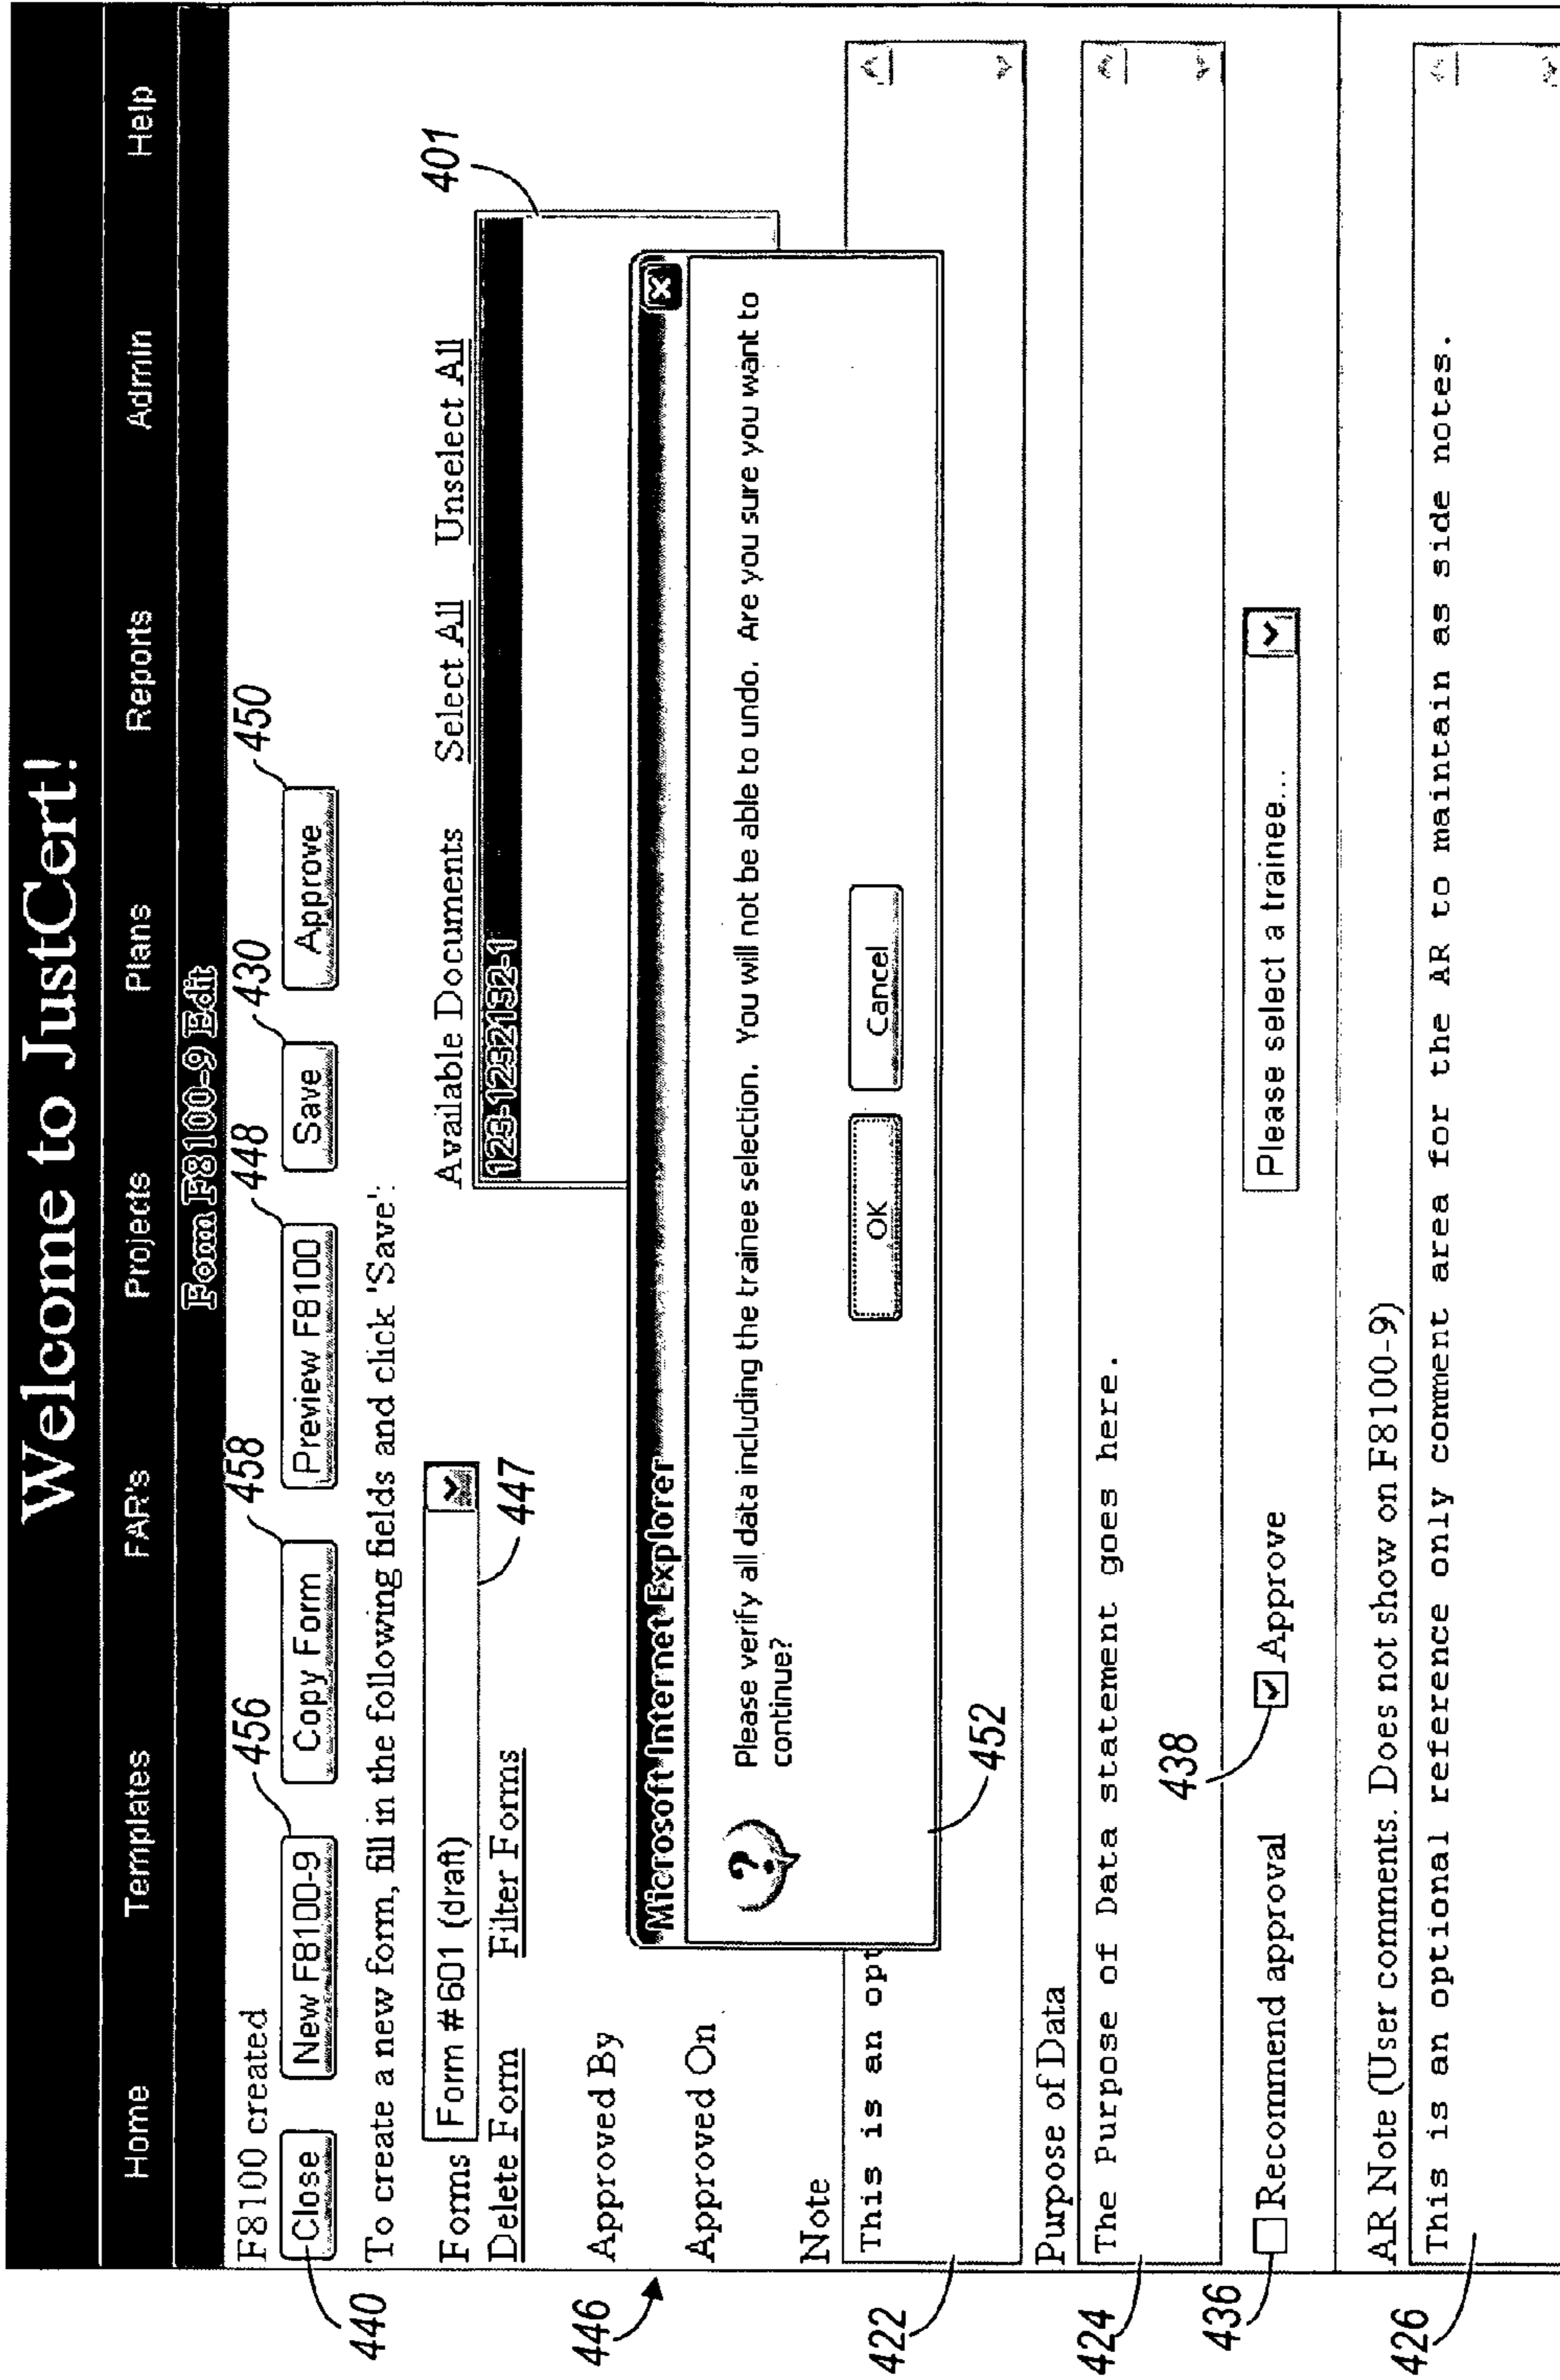 Welcome to JustCert!
Home Templates FAR's Projects Plans Reports Admin Help
Form F8100-9 Edit
F8100 created
456 458 448 430 450
Close New F8100-9 Copy Form Preview F8100 Save Approve
440
To create a new form, fill in the following fields and click 'Save':
Forms Form #601 (draft) Available Documents Select All Unselect All 401
Delete Form Filter Forms 447 123-1232132-1
Approved By
446
Microsoft Internet Explorer
Approved On
Please verify all data including the trainee selection. You will not be able to undo. Are you sure you want to
continue?
Note
This is an opt OK Cancel
422
452
Purpose of Data
The Purpose of Data statement goes here.
424
438
436
Recommend approval Approve Please select a trainee...
AR Note (User comments. Does not show on F8100-9)
This is an optional reference only comment area for the AR to maintain as side notes.
426